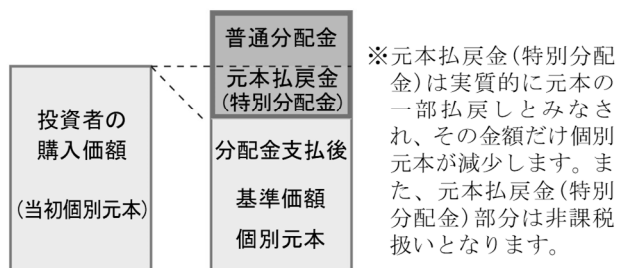 普通分配金
元本払戻金
(特別分配金)
投資者の
購入価額
(当初個別元本)
分配金支払後
基準価額
個別元本
※元本払戻金(特別分配
金)は実質的に元本の
一部払戻しとみなさ
れ、その金額だけ個別
元本が減少します。ま
た、元本払戻金(特別
分配金)部分は非課税
扱いとなります。